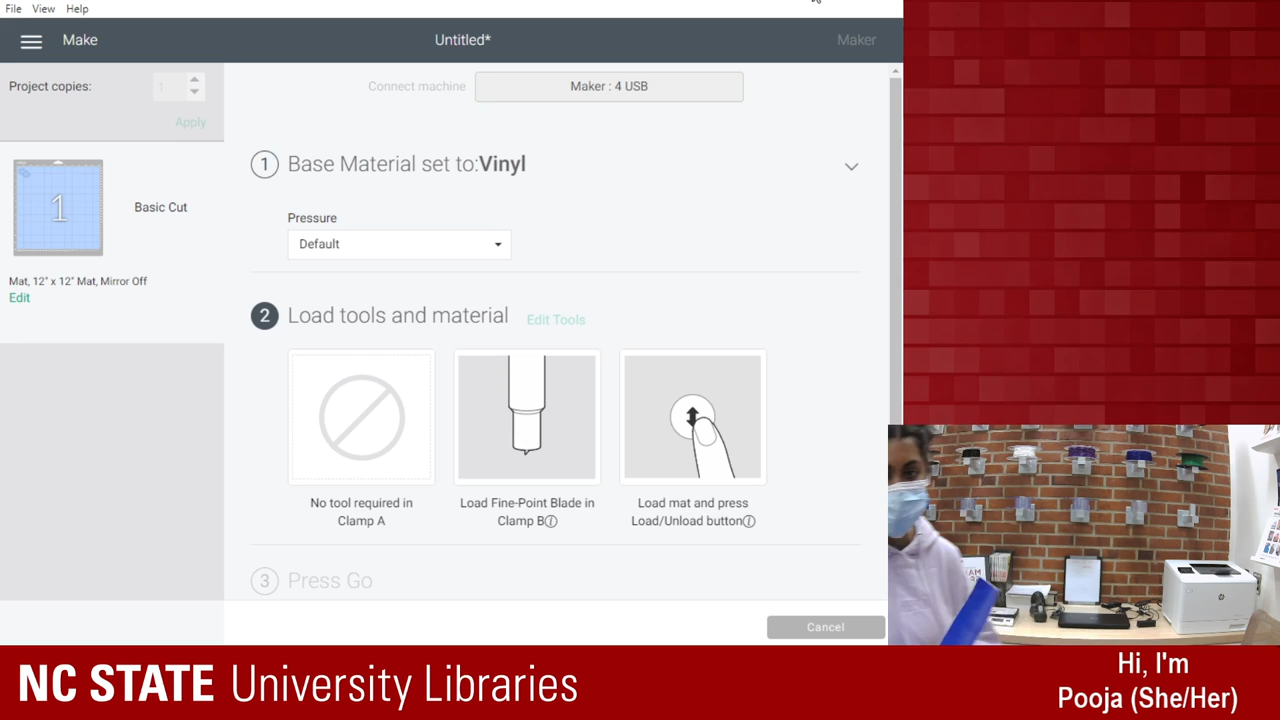 File View Help
Make
Untitled*
Maker
Project copies:
1
Apply
Connect machine
Maker : 4 USB
1 Base Material set to:Vinyl
Pressure
Default
1
Basic Cut
Mat, 12" x 12" Mat, Mirror Off
Edit
2 Load tools and material
Edit Tools
No tool required in
Clamp A
Load Fine-Point Blade in
Clamp B
Load mat and press
Load/Unload button
3 Press Go
Cancel
NC STATE University Libraries
Hi, I'm
Pooja (She/Her)